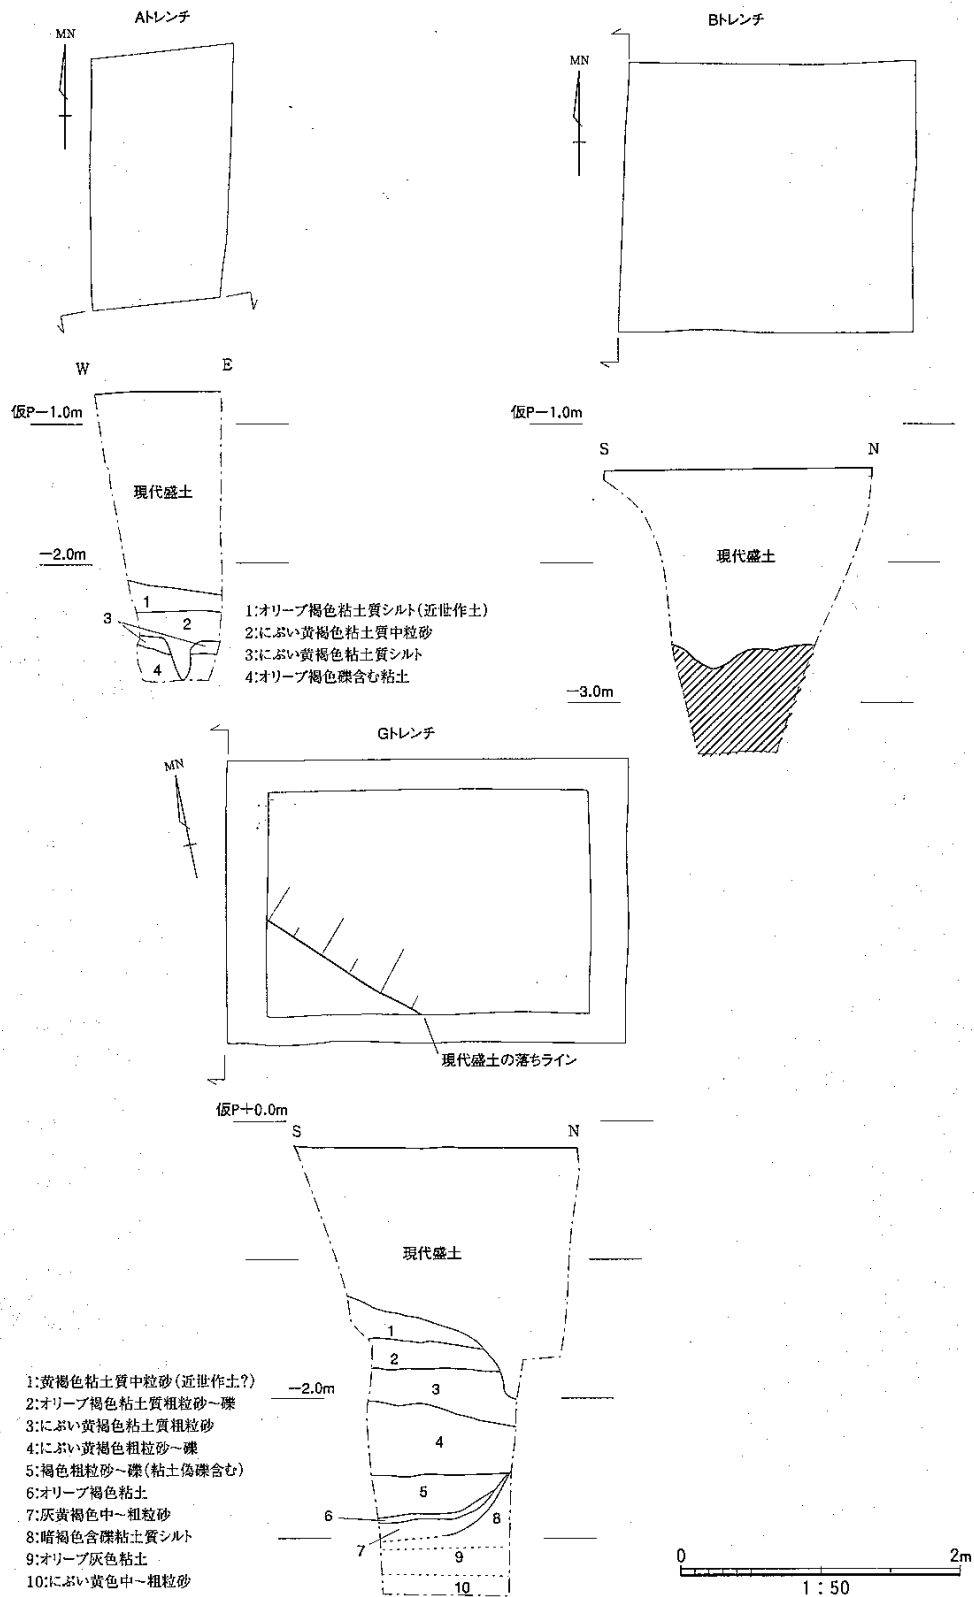 Aトレンチ
MN
Bトレンチ
MN
W
E
仮P－1.0m
現代盛土
－2.0m
1
2
3
4
1:オリーブ褐色粘土質シルト(近世作土)
2:にぶい黄褐色粘土質中粒砂
3:にぶい黄褐色粘土質シルト
4:オリーブ褐色礫含む粘土
仮P－1.0m
S
N
現代盛土
－3.0m
Gトレンチ
MN
現代盛土の落ちライン
仮P＋0.0m
S
N
現代盛土
1
2
－2.0m
3
4
5
6
7
8
9
10
1:黄褐色粘土質中粒砂(近世作土?)
2:オリーブ褐色粘土質粗粒砂～礫
3:にぶい黄褐色粘土質粗粒砂
4:にぶい黄褐色粗粒砂～礫
5:褐色粗粒砂～礫(粘土偽礫含む)
6:オリーブ褐色粘土
7:灰黄褐色中～粗粒砂
8:暗褐色含礫粘土質シルト
9:オリーブ灰色粘土
10:にぶい黄色中～粗粒砂
0
2m
1：50